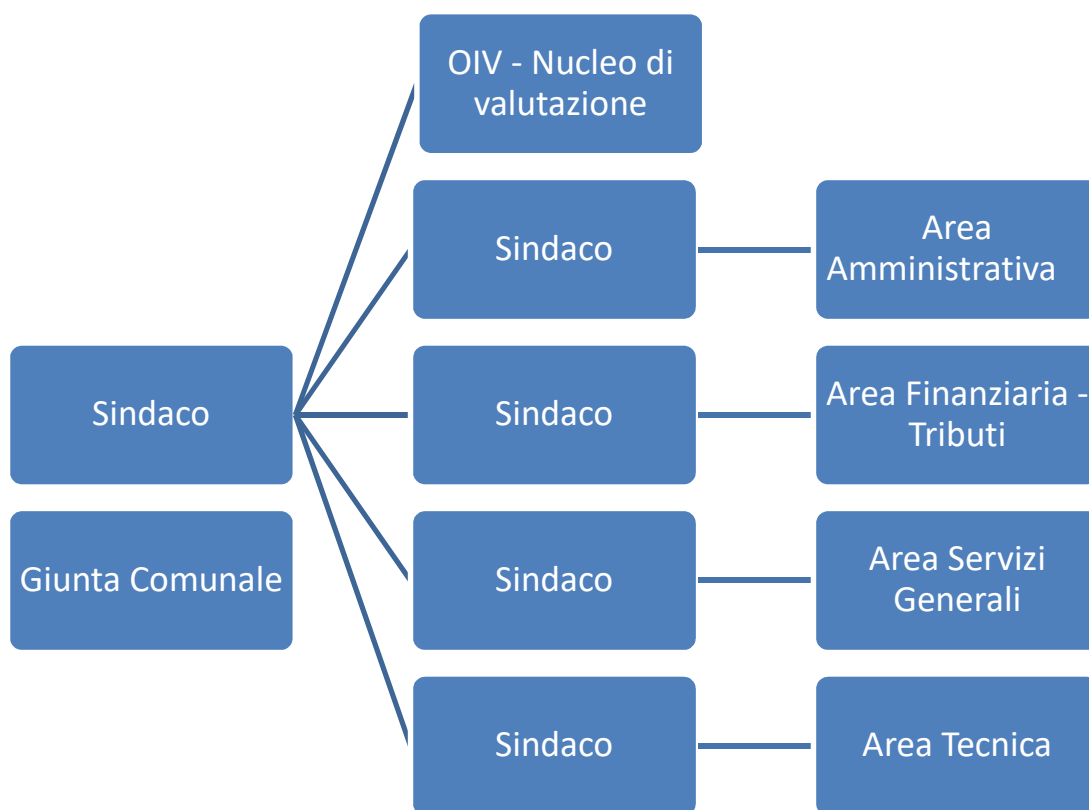 OIV - Nucleo di
valutazione
Sindaco
Area
Amministrativa
Sindaco
Sindaco
Area Finanziaria -
Tributi
Giunta Comunale
Sindaco
Area Servizi
Generali
Sindaco
Area Tecnica